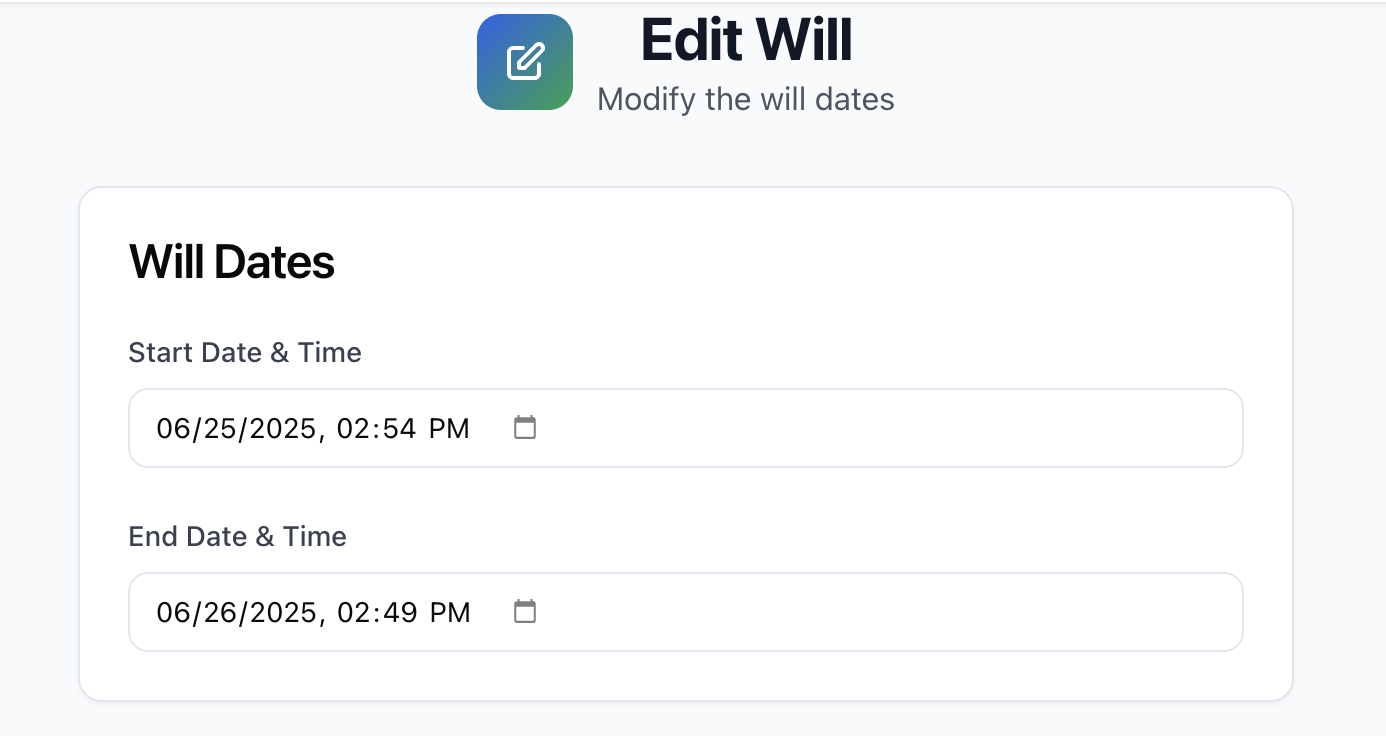 Edit Will
Modify the will dates
Will Dates
Start Date & Time
06/25/2025, 02:54 PM
End Date & Time
06/26/2025, 02:49 PM